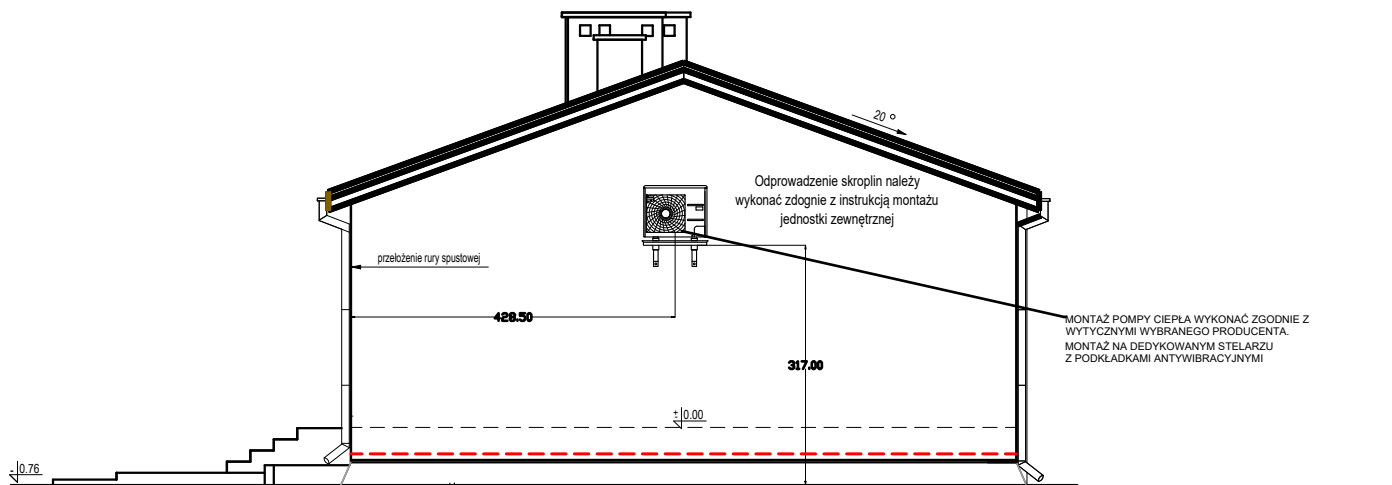 20 °
Odprowadzenie skroplin należy
wykonać zdognie z instrukcją montażu
jednostki zewnętrznej
przełożenie rury spustowej
428.50
MONTAŻ POMPY CIEPŁA WYKONAĆ ZGODNIE Z
WYTYCZNYMI WYBRANEGO PRODUCENTA.
MONTAŻ NA DEDYKOWANYM STELARZU
Z PODKŁADKAMI ANTYWIBRACYJNYMI
317.00
± 0.00
- 0.76